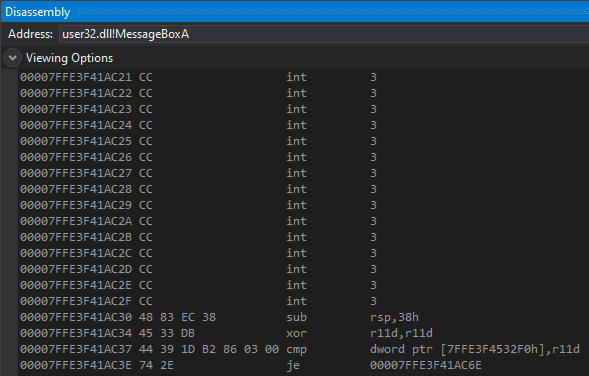 Disassembly
Address: user32.dll!MessageBoxA
Viewing Options
00007FFE3F41AC21 CC int 3
00007FFE3F41AC22 CC int 3
00007FFE3F41AC23 CC int 3
00007FFE3F41AC24 CC int 3
00007FFE3F41AC25 CC int 3
00007FFE3F41AC26 CC int 3
00007FFE3F41AC27 CC int 3
00007FFE3F41AC28 CC int 3
00007FFE3F41AC29 CC int 3
00007FFE3F41AC2A CC int 3
00007FFE3F41AC2B CC int 3
00007FFE3F41AC2C CC int 3
00007FFE3F41AC2D CC int 3
00007FFE3F41AC2E CC int 3
00007FFE3F41AC2F CC int 3
00007FFE3F41AC30 48 83 EC 38 sub rsp,38h
00007FFE3F41AC34 45 33 DB xor r11d,r11d
00007FFE3F41AC37 44 39 1D B2 86 03 00 cmp dword ptr [7FFE3F4532F0h],r11d
00007FFE3F41AC3E 74 2E je 00007FFE3F41AC6E